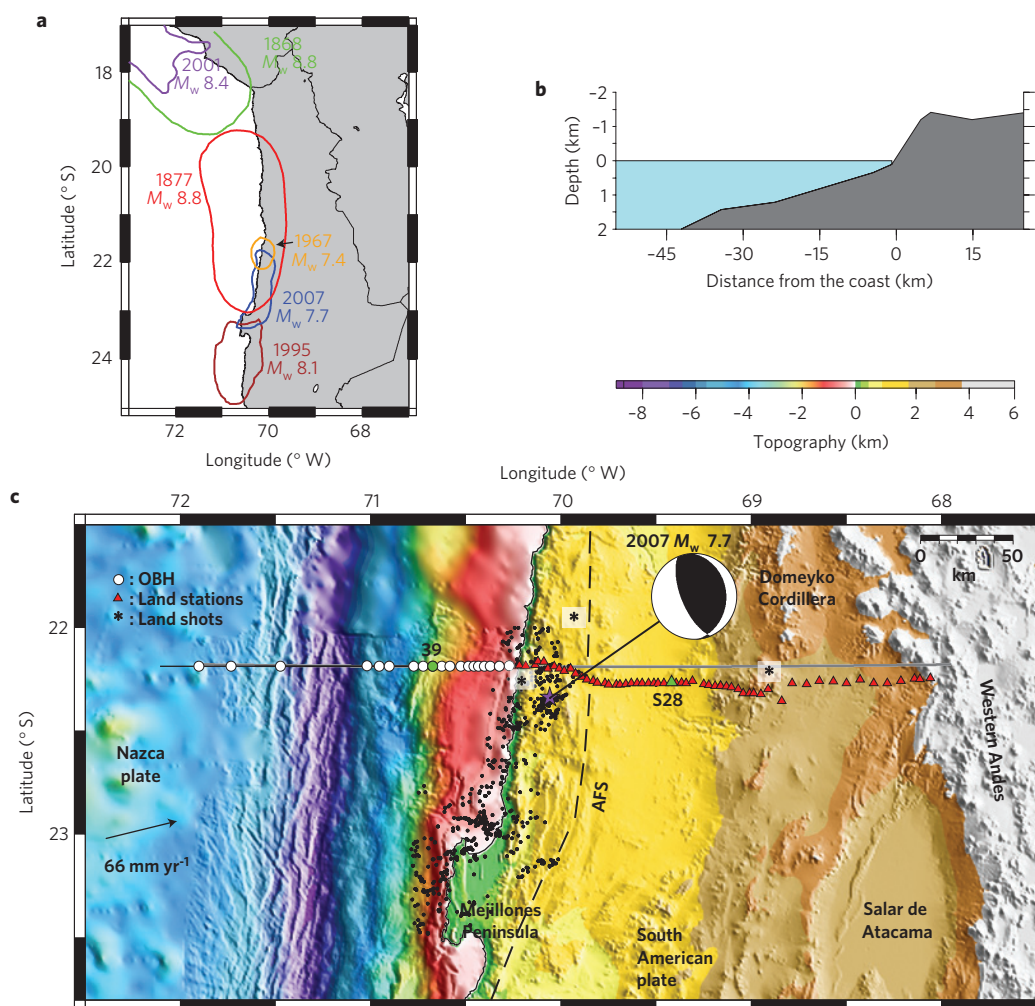 a
1868
Mw 8.8
2001
Mw 8.4
1877
Mw 8.8
1967
Mw 7.4
2007
Mw 7.7
1995
Mw 8.1
18
20
22
24
Latitude (° S)
72
70
68
Longitude (° W)
b
−2
−1
0
1
2
Depth (km)
−45
−30
−15
0
15
Distance from the coast (km)
−8
−6
−4
−2
0
2
4
6
Topography (km)
c
Longitude (° W)
72
71
70
69
68
: OBH
: Land stations
* : Land shots
2007 Mw 7.7
Domeyko
Cordillera
0
50
km
22
23
Latitude (° S)
39
S28
*
*
*
AFS
Nazca
plate
66 mm yr-1
Mejillones
Peninsula
South
American
plate
Salar de
Atacama
Western Andes